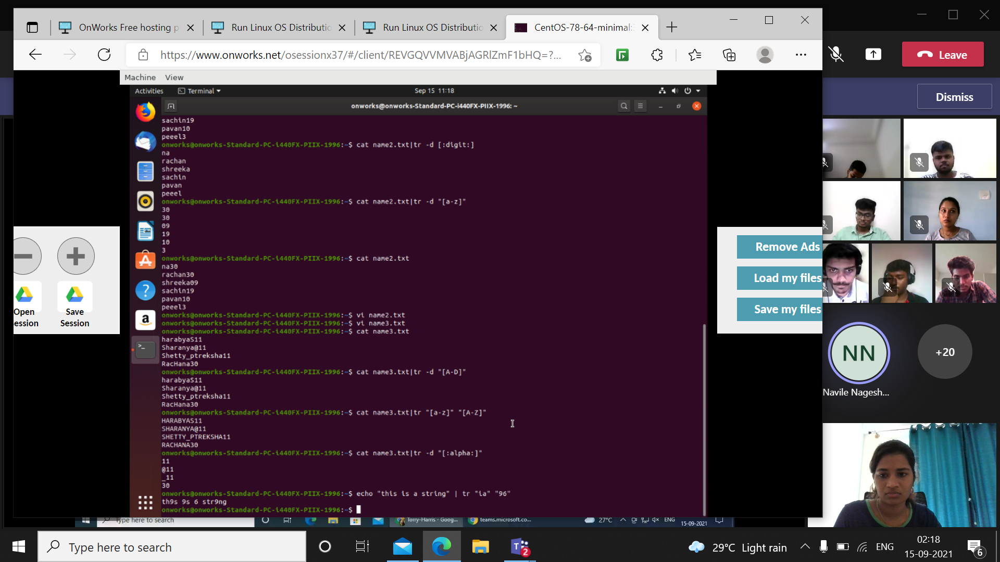 OnWorks Free hosting p
Run Linux OS Distributio
Run Linux OS Distributio
CentOS-78-64-minimal:
https://www.onworks.net/osessionx37/#/client/REVGQVVMVABjAGRlZmF1bHQ=?...
Leave
Machine View
Activities
Terminal
Sep 15 11:18
Dismiss
onworks@onworks-Standard-PC-i440FX-PIIX-1996: ~
sachin19
pavan10
peeel3
onworks@onworks-Standard-PC-i440FX-PIIX-1996:~$ cat name2.txt|tr -d [:digit:]
na
rachan
shreeka
sachin
pavan
peeel
onworks@onworks-Standard-PC-i440FX-PIIX-1996:~$ cat name2.txt|tr -d "[a-z]"
30
30
09
19
10
3
onworks@onworks-Standard-PC-i440FX-PIIX-1996:~$ cat name2.txt
na30
rachan30
shreeka09
sachin19
pavan10
peeel3
onworks@onworks-Standard-PC-i440FX-PIIX-1996:~$ vi name2.txt
onworks@onworks-Standard-PC-i440FX-PIIX-1996:~$ vi name3.txt
onworks@onworks-Standard-PC-i440FX-PIIX-1996:~$ cat name3.txt
harabyaS11
Sharanya@11
Shetty_ptreksha11
RacHana30
onworks@onworks-Standard-PC-i440FX-PIIX-1996:~$ cat name3.txt|tr -d "[A-D]"
harabyaS11
Sharanya@11
Shetty_ptreksha11
RacHana30
onworks@onworks-Standard-PC-i440FX-PIIX-1996:~$ cat name3.txt|tr "[a-z]" "[A-Z]"
HARABYAS11
SHARANYA@11
SHETTY_PTREKSHA11
RACHANA30
onworks@onworks-Standard-PC-i440FX-PIIX-1996:~$ cat name3.txt|tr -d "[:alpha:]"
11
@11
_11
30
onworks@onworks-Standard-PC-i440FX-PIIX-1996:~$ echo "this is a string" | tr "ia" "96"
th9s 9s 6 str9ng
onworks@onworks-Standard-PC-i440FX-PIIX-1996:~$
Open
ession
Save
Session
Remove Ads
Load my files
Save my files
NN
+20
Navile Nagesh...
Type here to search
Torry-Harris - Goog...
teams.microsoft.co...
27°C
ENG
15-09-2021
Type here to search
2
29°C Light rain
ENG
02:18
15-09-2021
6